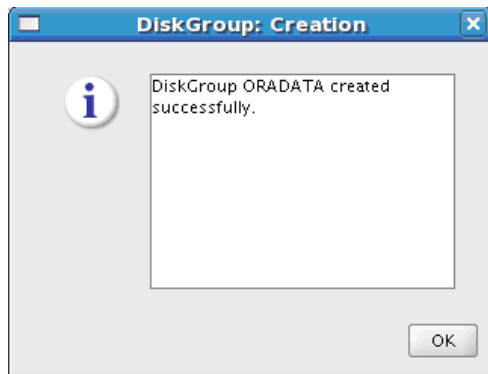 DiskGroup: Creation
DiskGroup ORADATA created
successfully.
OK